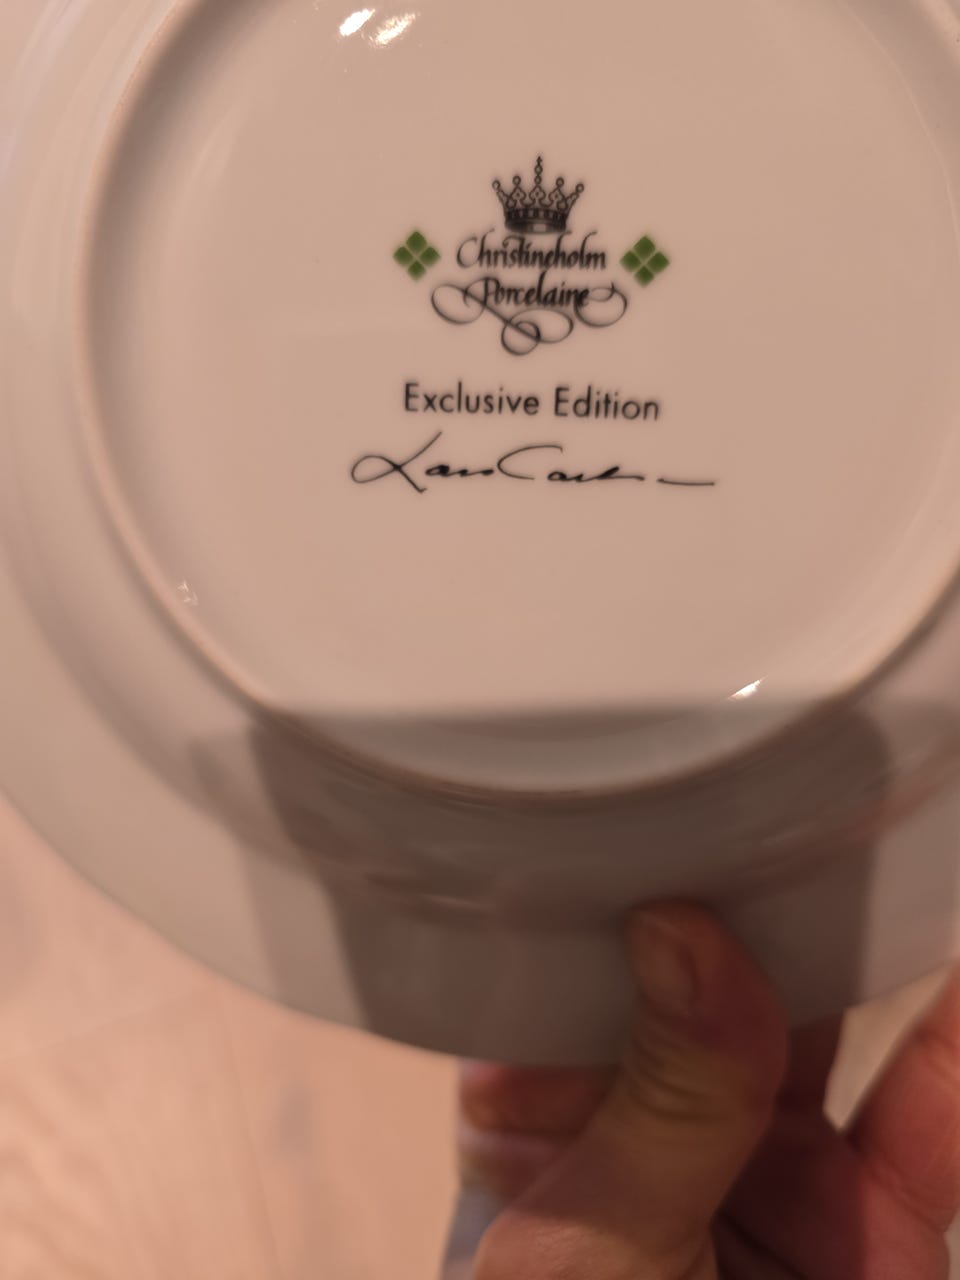 Christineholm
Porcelaine
Exclusive Edition